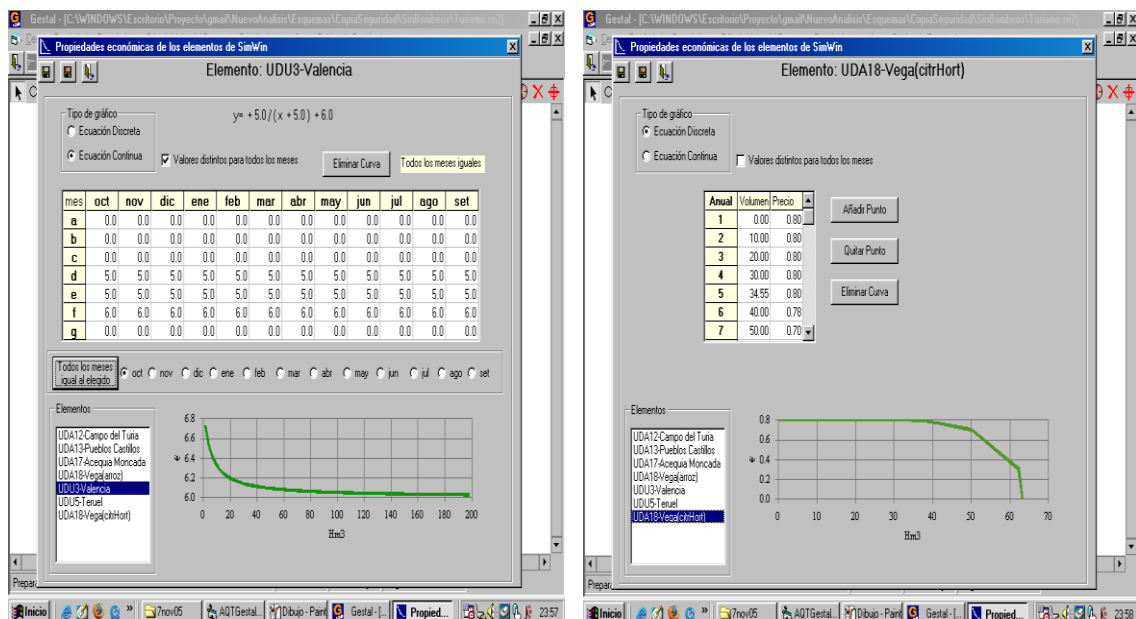 Gestal - [C:\WINDOWS\Escritorio\Proyecto\gmail\NuevoAnalisis\Esquemas\CopiaSeguridad\SinBombeos\Turismo.re2]
Propiedades económicas de los elementos de SimWin
Elemento: UDU3-Valencia
Tipo de gráfico
y= + 5.0/(x + 5.0) + 6.0
Ecuación Discreta
Ecuación Continua
Valores distintos para todos los meses
Eliminar Curva
Todos los meses iguales
mes oct nov dic ene feb mar abr may jun jul ago set
a 0.0 0.0 0.0 0.0 0.0 0.0 0.0 0.0 0.0 0.0 0.0 0.0
b 0.0 0.0 0.0 0.0 0.0 0.0 0.0 0.0 0.0 0.0 0.0 0.0
c 0.0 0.0 0.0 0.0 0.0 0.0 0.0 0.0 0.0 0.0 0.0 0.0
d 5.0 5.0 5.0 5.0 5.0 5.0 5.0 5.0 5.0 5.0 5.0 5.0
e 5.0 5.0 5.0 5.0 5.0 5.0 5.0 5.0 5.0 5.0 5.0 5.0
f 6.0 6.0 6.0 6.0 6.0 6.0 6.0 6.0 6.0 6.0 6.0 6.0
g 0.0 0.0 0.0 0.0 0.0 0.0 0.0 0.0 0.0 0.0 0.0 0.0
Todos los meses
igual al elegido
oct nov dic ene feb mar abr may jun jul ago set
Elementos
UDA12-Campo del Turia
UDA13-Pueblos Castillos
UDA17-Acequia Moncada
UDA18-Vega(arroz)
UDU3-Valencia
UDU5-Teruel
UDA18-Vega(citrHort)
6.8
6.6
6.4
6.2
6.0
€
0 20 40 60 80 100 120 140 160 180 200
Hm3
Prepara
Inicio » 7nov05 AQTGestal... Dibujo - Paint Gestal - [... Propied... 23:57
Gestal - [C:\WINDOWS\Escritorio\Proyecto\gmail\NuevoAnalisis\Esquemas\CopiaSeguridad\SinBombeos\Turismo.re2]
Propiedades económicas de los elementos de SimWin
Elemento: UDA18-Vega(citrHort)
Tipo de gráfico
Ecuación Discreta
Ecuación Continua
Valores distintos para todos los meses
Anual Volumen Precio
1 0.00 0.80
2 10.00 0.80
3 20.00 0.80
4 30.00 0.80
5 34.55 0.80
6 40.00 0.78
7 50.00 0.70
Añadir Punto
Quitar Punto
Eliminar Curva
Elementos
UDA12-Campo del Turia
UDA13-Pueblos Castillos
UDA17-Acequia Moncada
UDA18-Vega(arroz)
UDU3-Valencia
UDU5-Teruel
UDA18-Vega(citrHort)
0.8
0.6
0.4
0.2
0.0
€
0 10 20 30 40 50 60 70
Hm3
Prepara
Inicio » 7nov05 AQTGestal... Dibujo - Paint Gestal - [... Propied... 23:58